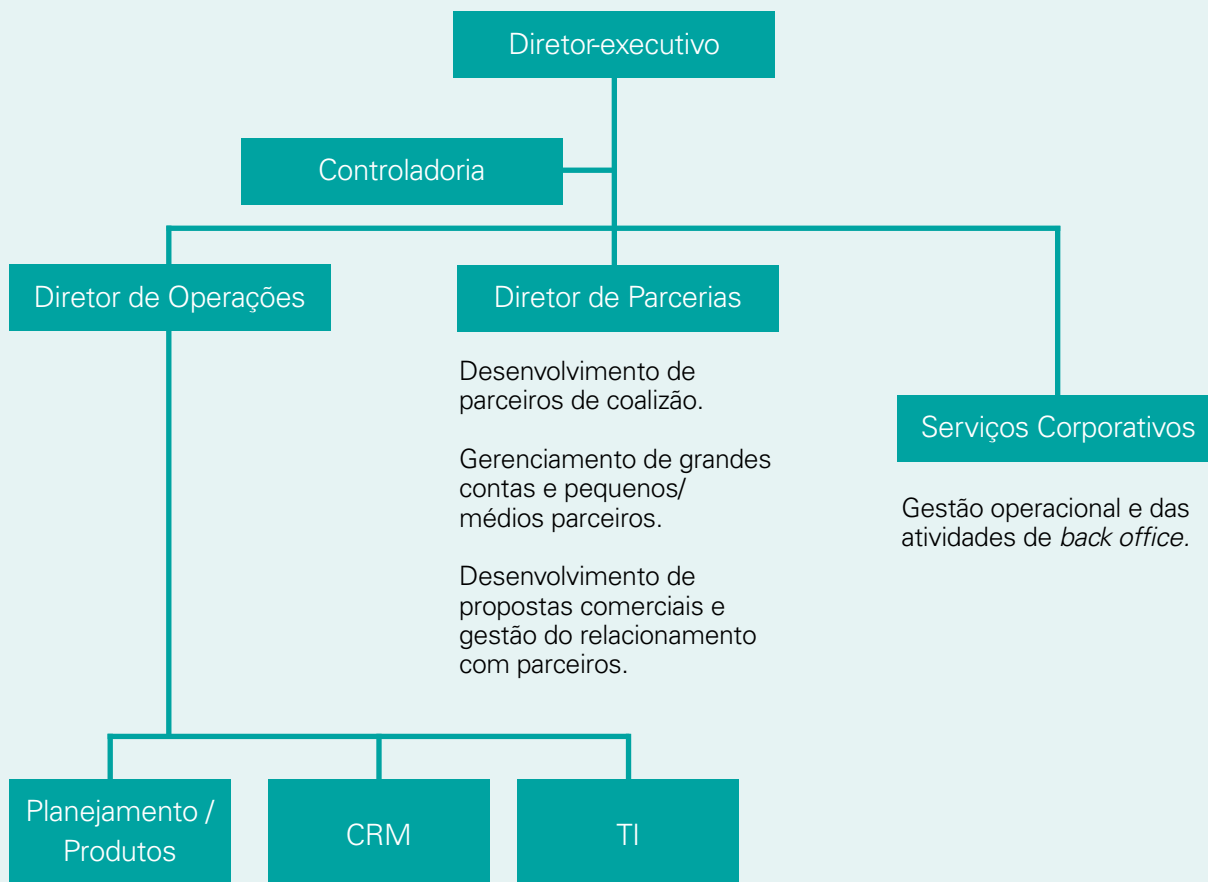 Diretor-executivo
Controladoria
Diretor de Operações
Diretor de Parcerias
Desenvolvimento de
parceiros de coalizão.
Gerenciamento de grandes
contas e pequenos/
médios parceiros.
Desenvolvimento de
propostas comerciais e
gestão do relacionamento
com parceiros.
Serviços Corporativos
Gestão operacional e das
atividades de back office.
Planejamento /
Produtos
CRM
TI